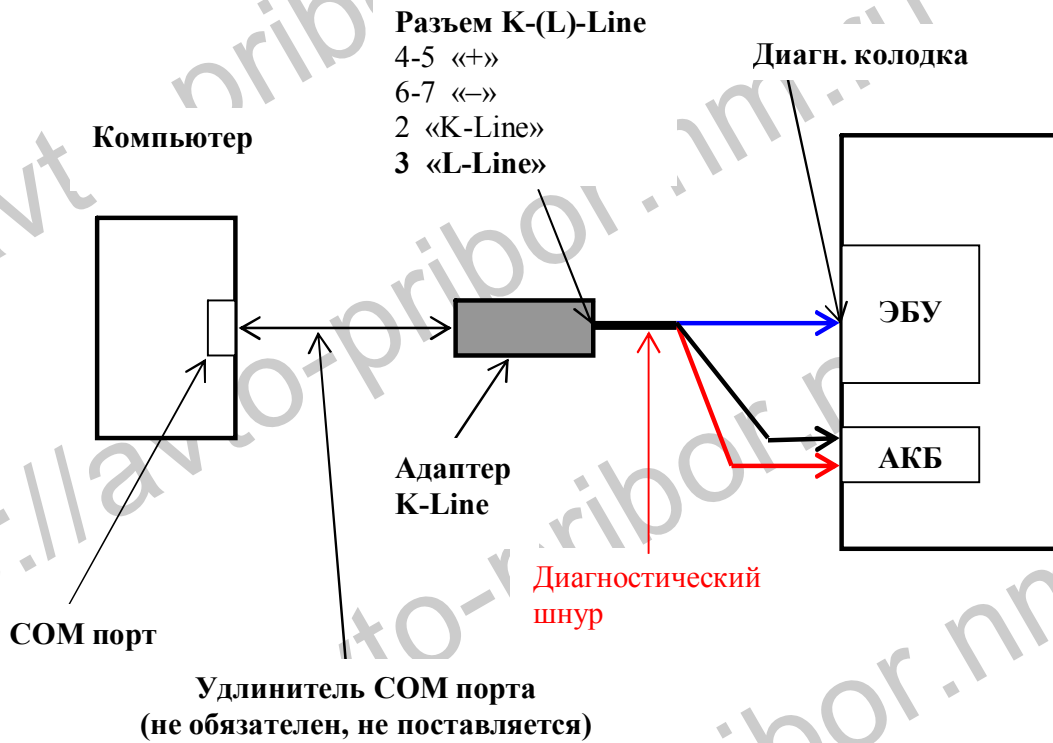 Разъем K-(L)-Line
4-5 «+»
6-7 «–»
2 «K-Line»
3 «L-Line»
Диагн. колодка
Компьютер
ЭБУ
АКБ
Адаптер
K-Line
Диагностический
шнур
COM порт
Удлинитель COM порта
(не обязателен, не поставляется)